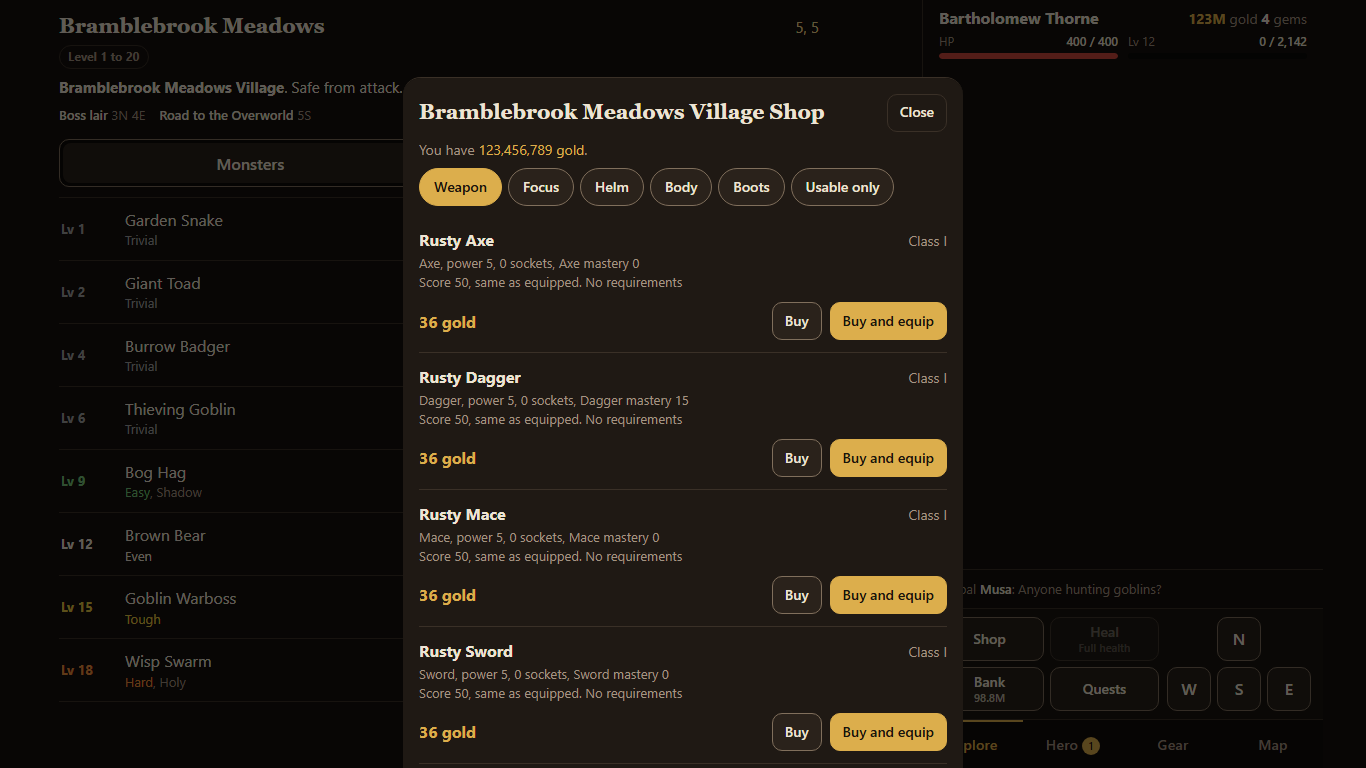 Bramblebrook Meadows
5, 5
Level 1 to 20
Bramblebrook Meadows Village. Safe from attack.
Boss lair 3N 4E Road to the Overworld 5S
Monsters
Lv 1 Garden Snake
Trivial
Lv 2 Giant Toad
Trivial
Lv 4 Burrow Badger
Trivial
Lv 6 Thieving Goblin
Trivial
Lv 9 Bog Hag
Easy, Shadow
Lv 12 Brown Bear
Even
Lv 15 Goblin Warboss
Tough
Lv 18 Wisp Swarm
Hard, Holy
Bartholomew Thorne 123M gold 4 gems
HP 400 / 400 Lv 12 0 / 2,142
Bramblebrook Meadows Village Shop
Close
You have 123,456,789 gold.
Weapon Focus Helm Body Boots Usable only
Rusty Axe Class I
Axe, power 5, 0 sockets, Axe mastery 0
Score 50, same as equipped. No requirements
36 gold Buy Buy and equip
Rusty Dagger Class I
Dagger, power 5, 0 sockets, Dagger mastery 15
Score 50, same as equipped. No requirements
36 gold Buy Buy and equip
Rusty Mace Class I
Mace, power 5, 0 sockets, Mace mastery 0
Score 50, same as equipped. No requirements
36 gold Buy Buy and equip
Rusty Sword Class I
Sword, power 5, 0 sockets, Sword mastery 0
Score 50, same as equipped. No requirements
36 gold Buy Buy and equip
Musa: Anyone hunting goblins?
Shop Heal N
Full health
Bank Quests W S E
98.8M
Hero 1 Gear Map